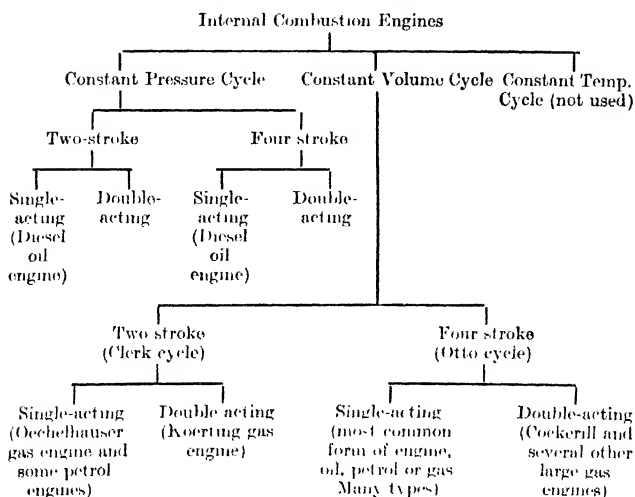 Internal Combustion Engines
Constant Pressure Cycle Constant Volume Cycle Constant Temp.
Cycle (not used)
Two-stroke Four stroke
Single-acting (Diesel oil engine)
Double-acting
Single-acting (Diesel oil engine)
Double-acting
Two stroke
(Clerk cycle)
Four stroke
(Otto cycle)
Single-acting
(Oechelhauser
gas engine and
some petrol
engines)
Double acting
(Koerting gas
engine)
Single-acting
(most common
form of engine,
oil, petrol or gas
Many types)
Double-acting
(Cockerill and
several other
large gas
engines)